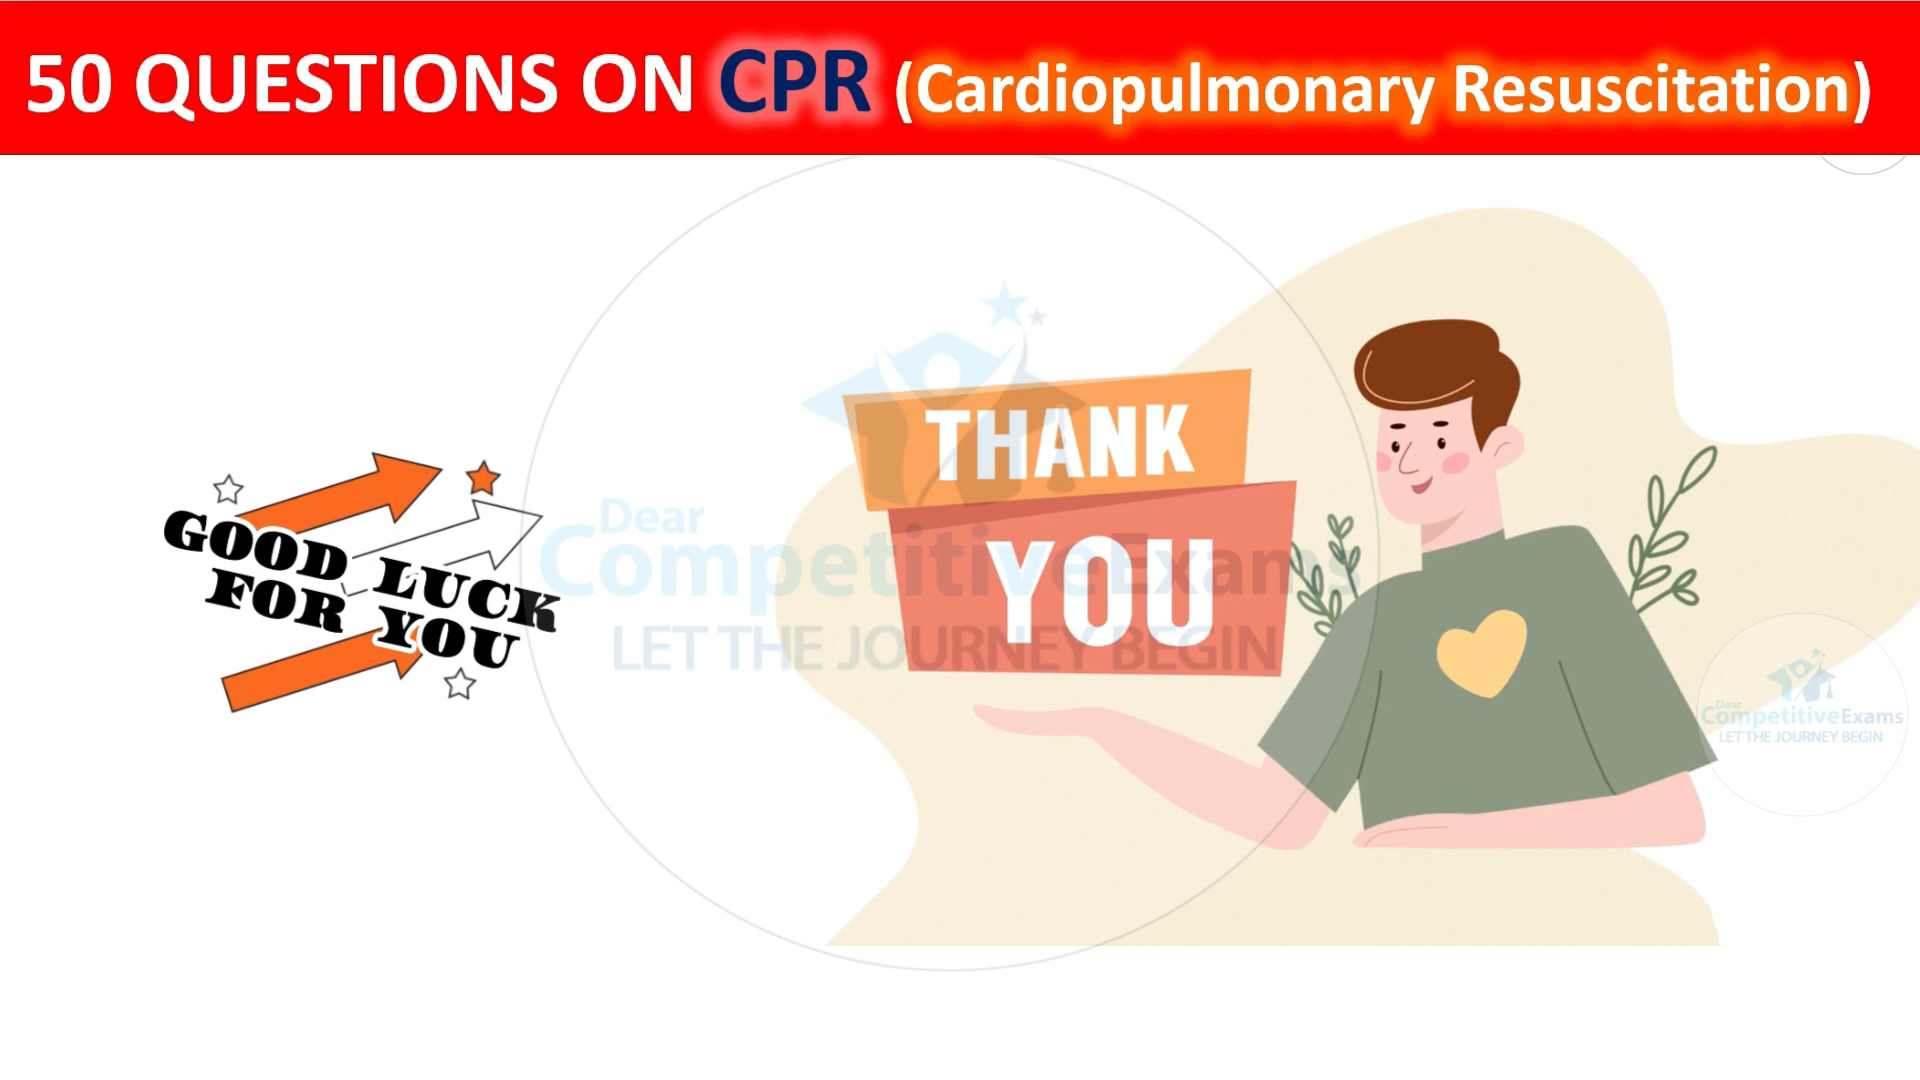 50 QUESTIONS ON CPR (Cardiopulmonary Resuscitation)
GOOD LUCK
FOR YOU
THANK
YOU
Dear
CompetitiveExams
LET THE JOURNEY BEGIN
Dear
CompetitiveExams
LET THE JOURNEY BEGIN